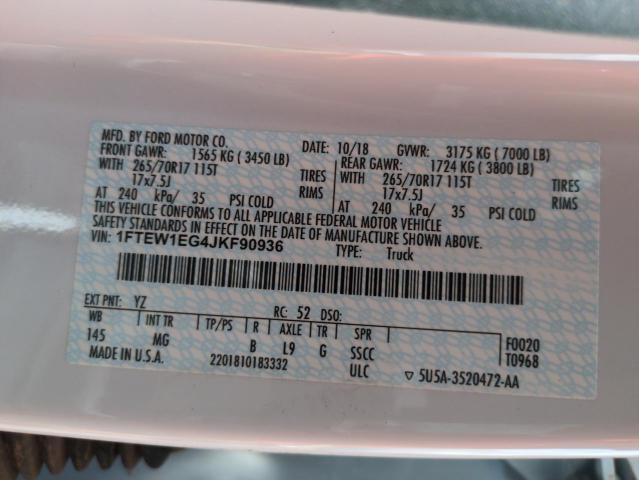 MFD. BY FORD MOTOR CO. DATE: 10/18 GVWR: 3175 KG (7000 LB)
FRONT GAWR: 1565 KG (3450 LB) REAR GAWR: 1724 KG (3800 LB)
WITH 265/70R17 115T TIRES WITH 265/70R17 115T TIRES
17x7.5J RIMS 17x7.5J RIMS
AT 240 kPa/ 35 PSI COLD AT 240 kPa/ 35 PSI COLD
THIS VEHICLE CONFORMS TO ALL APPLICABLE FEDERAL MOTOR VEHICLE
SAFETY STANDARDS IN EFFECT ON THE DATE OF MANUFACTURE SHOWN ABOVE.
VIN: 1FTEW1EG4JKF90936 TYPE: Truck
EXT PNT: YZ RC: 52 DSO:
WB INT TR TP/PS R AXLE TR SPR F0020
145 MG B L9 G SSCC T0968
MADE IN U.S.A. 2201810183332 ULC 5U5A-3520472-AA